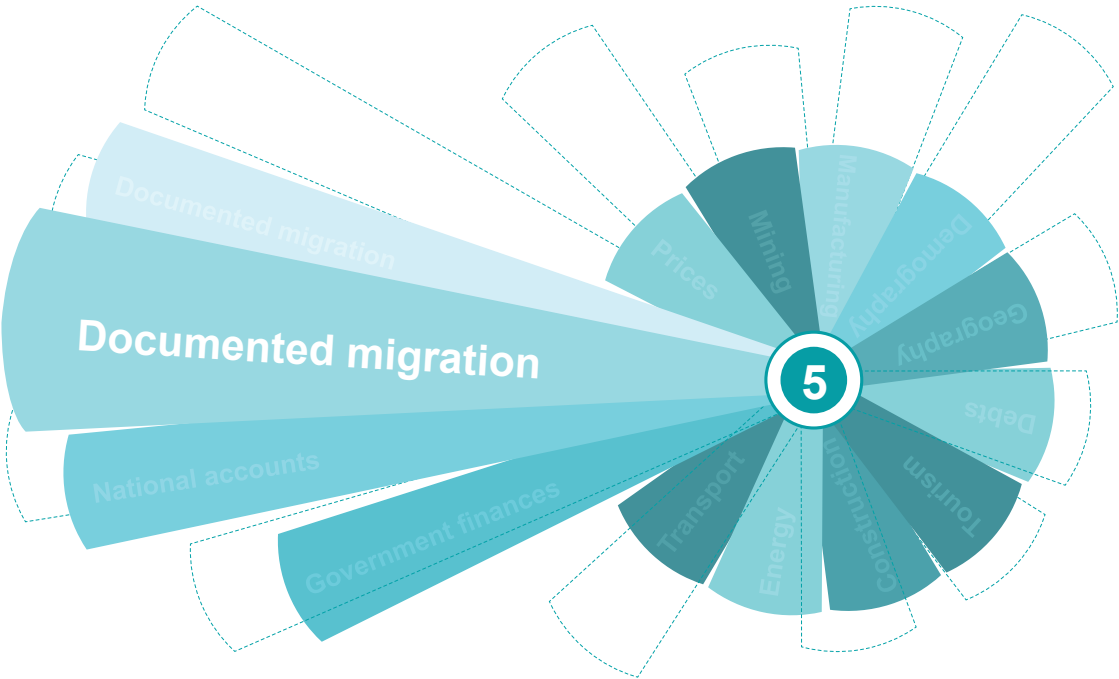 Documented migration
Documented migration
National accounts
Government finances
Transport
Energy
Construction
Tourism
Debts
Geography
Demography
Manufacturing
Mining
Prices
5